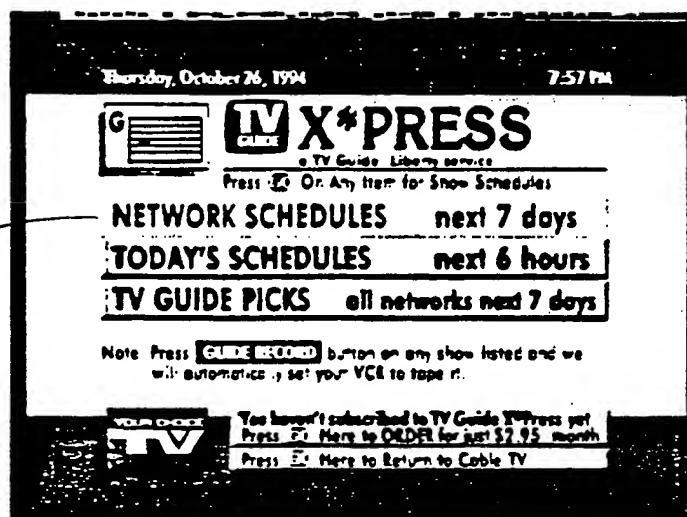 Thursday, October 26, 1994 7:57 PM
G
TV GUIDE X*PRESS
a TV Guide Liberty service
Press On Any Item for Show Schedules
NETWORK SCHEDULES next 7 days
TODAY'S SCHEDULES next 6 hours
TV GUIDE PICKS all networks next 7 days
Note Press GUIDE RECORD button on any show listed and we
will automatically set your VCR to tape it.
YOUR CHOICE TV
You haven't subscribed to TV Guide X*Press yet
Press Here to ORDER for just $2.95 month
Press Here to Return to Cable TV